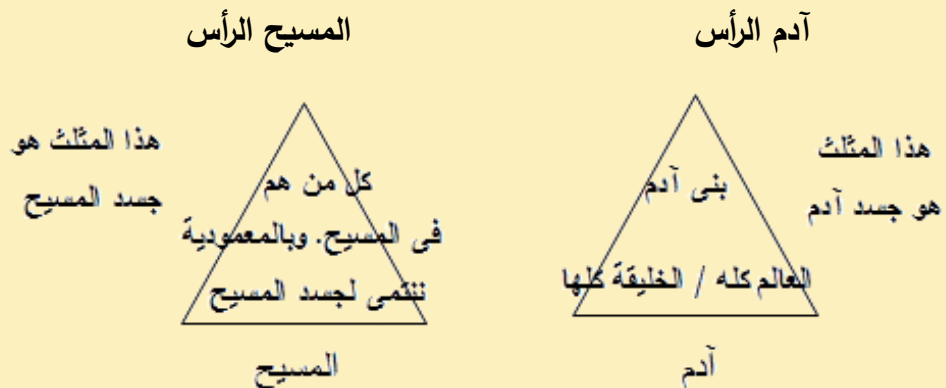 آدم الرأس
هذا المثلث
هو جسد آدم
بنى آدم
العالم كله / الخليقة كلها
آدم
المسيح الرأس
هذا المثلث هو
جسد المسيح
كل من هم
فى المسيح. وبالمعمودية
ننتمى لجسد المسيح
المسيح